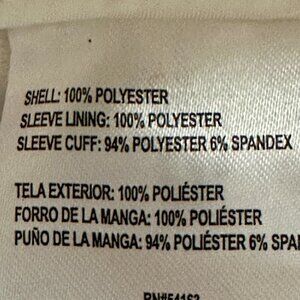 SHELL: 100% POLYESTER
SLEEVE LINING: 100% POLYESTER
SLEEVE CUFF: 94% POLYESTER 6% SPANDEX
TELA EXTERIOR: 100% POLIÉSTER
FORRO DE LA MANGA: 100% POLIÉSTER
PUÑO DE LA MANGA: 94% POLIÉSTER 6% SPA